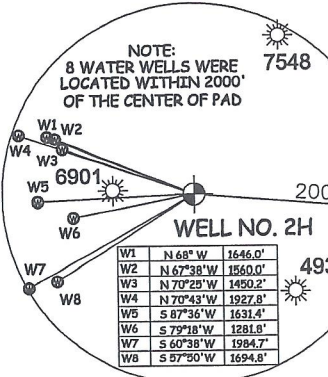 NOTE:
8 WATER WELLS WERE
LOCATED WITHIN 2000'
OF THE CENTER OF PAD
7548
W1 W2
W4
W3
6901
W5
200
W6
WELL NO. 2H
W7
W8
493
W1 N 68° W 1646.0'
W2 N 67°38'W 1560.0'
W3 N 70°25'W 1450.2'
W4 N 70°43'W 1927.8'
W5 S 87°36'W 1631.4'
W6 S 79°18'W 1281.8'
W7 S 60°38'W 1984.7'
W8 S 57°50'W 1694.8'